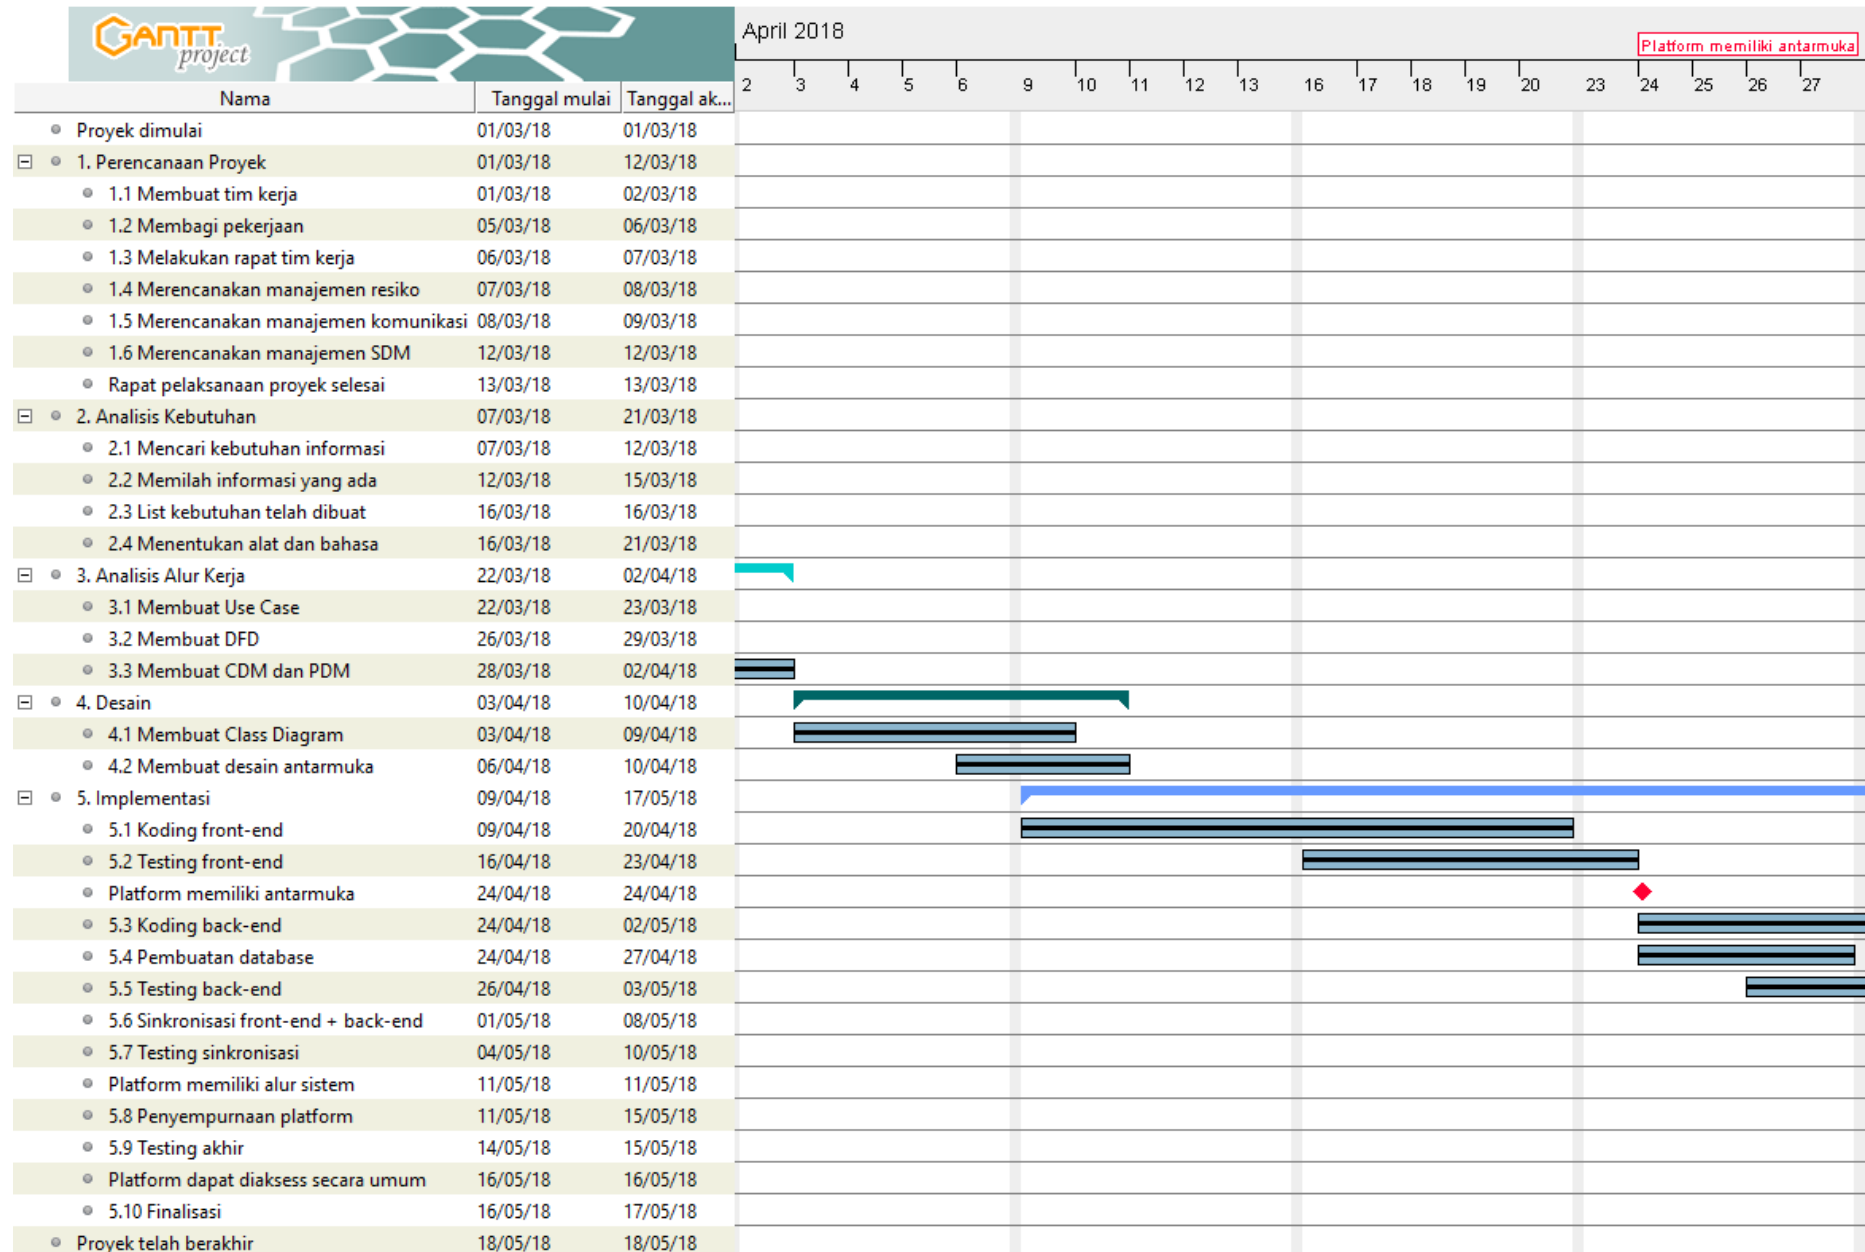 GANTT
project
April 2018
Platform memiliki antarmuka
Nama Tanggal mulai Tanggal ak... 2 3 4 5 6 9 10 11 12 13 16 17 18 19 20 23 24 25 26 27
Proyek dimulai 01/03/18 01/03/18
1. Perencanaan Proyek 01/03/18 12/03/18
1.1 Membuat tim kerja 01/03/18 02/03/18
1.2 Membagi pekerjaan 05/03/18 06/03/18
1.3 Melakukan rapat tim kerja 06/03/18 07/03/18
1.4 Merencanakan manajemen resiko 07/03/18 08/03/18
1.5 Merencanakan manajemen komunikasi 08/03/18 09/03/18
1.6 Merencanakan manajemen SDM 12/03/18 12/03/18
Rapat pelaksanaan proyek selesai 13/03/18 13/03/18
2. Analisis Kebutuhan 07/03/18 21/03/18
2.1 Mencari kebutuhan informasi 07/03/18 12/03/18
2.2 Memilah informasi yang ada 12/03/18 15/03/18
2.3 List kebutuhan telah dibuat 16/03/18 16/03/18
2.4 Menentukan alat dan bahasa 16/03/18 21/03/18
3. Analisis Alur Kerja 22/03/18 02/04/18
3.1 Membuat Use Case 22/03/18 23/03/18
3.2 Membuat DFD 26/03/18 29/03/18
3.3 Membuat CDM dan PDM 28/03/18 02/04/18
4. Desain 03/04/18 10/04/18
4.1 Membuat Class Diagram 03/04/18 09/04/18
4.2 Membuat desain antarmuka 06/04/18 10/04/18
5. Implementasi 09/04/18 17/05/18
5.1 Koding front-end 09/04/18 20/04/18
5.2 Testing front-end 16/04/18 23/04/18
Platform memiliki antarmuka 24/04/18 24/04/18
5.3 Koding back-end 24/04/18 02/05/18
5.4 Pembuatan database 24/04/18 27/04/18
5.5 Testing back-end 26/04/18 03/05/18
5.6 Sinkronisasi front-end + back-end 01/05/18 08/05/18
5.7 Testing sinkronisasi 04/05/18 10/05/18
Platform memiliki alur sistem 11/05/18 11/05/18
5.8 Penyempurnaan platform 11/05/18 15/05/18
5.9 Testing akhir 14/05/18 15/05/18
Platform dapat diaksess secara umum 16/05/18 16/05/18
5.10 Finalisasi 16/05/18 17/05/18
Proyek telah berakhir 18/05/18 18/05/18